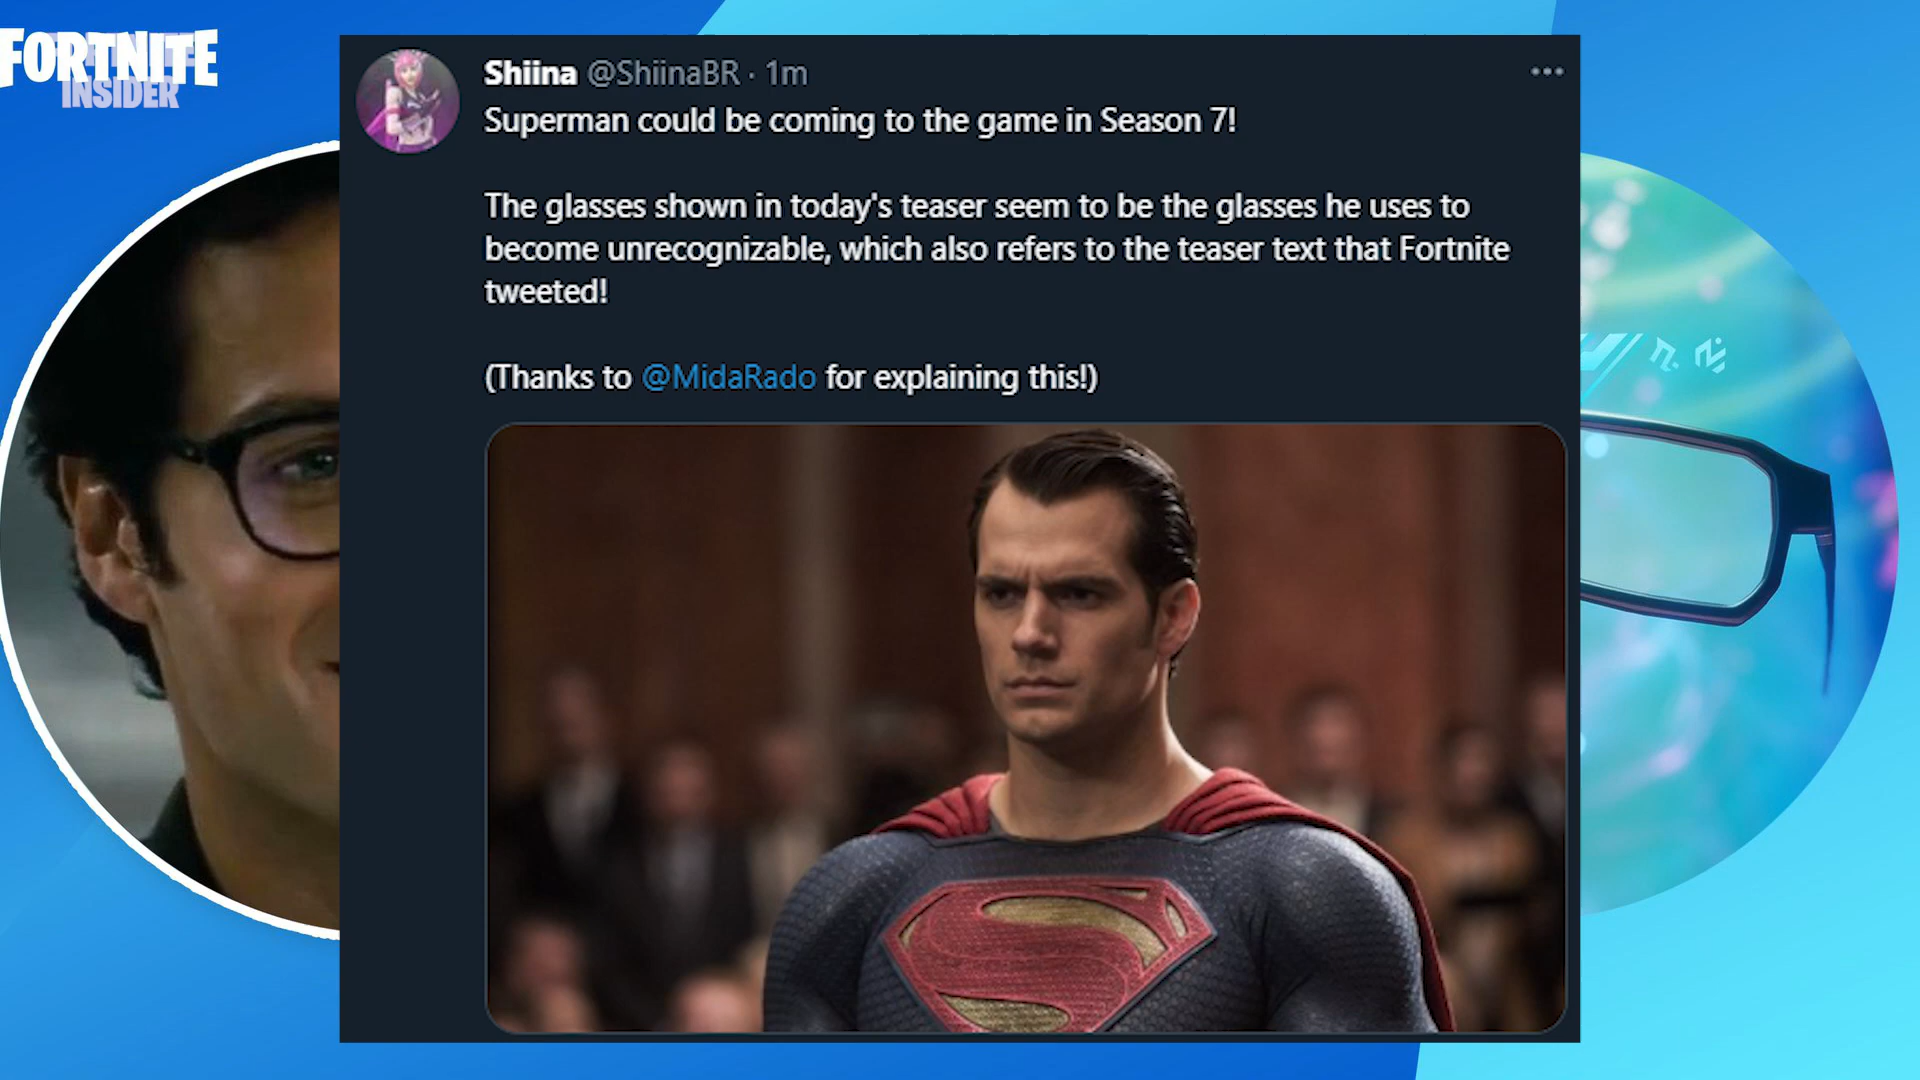 FORTNITE
INSIDER
Shiina @ShiinaBR · 1m
Superman could be coming to the game in Season 7!
The glasses shown in today's teaser seem to be the glasses he uses to
become unrecognizable, which also refers to the teaser text that Fortnite
tweeted!
(Thanks to @MidaRado for explaining this!)